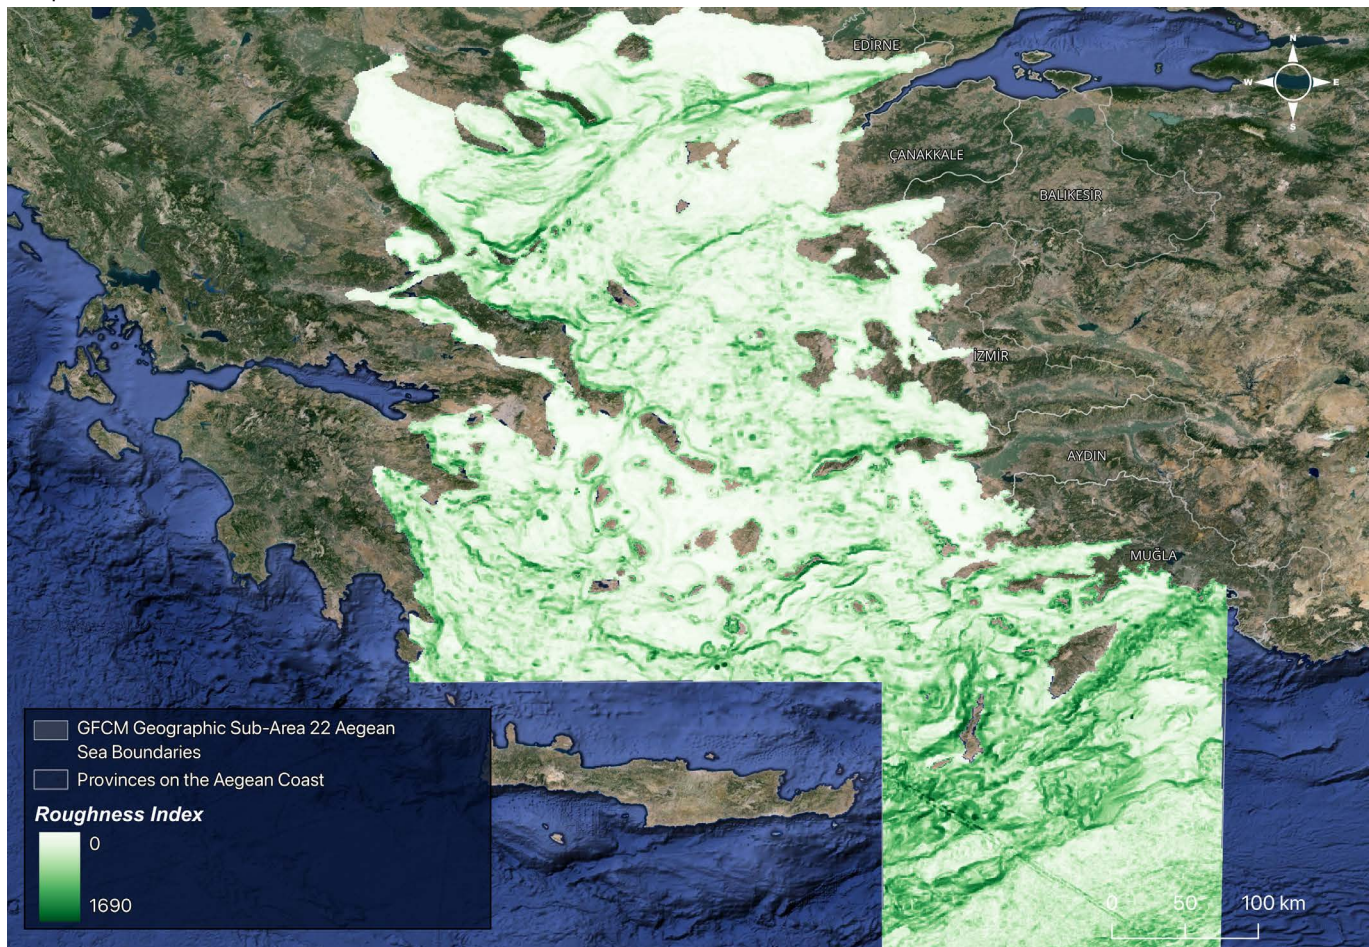 N
W
E
S
EDİRNE
ÇANAKKALE
BALIKESİR
İZMİR
AYDIN
MUĞLA
GFCM Geographic Sub-Area 22 Aegean
Sea Boundaries
Provinces on the Aegean Coast
Roughness Index
0
1690
0 50 100 km